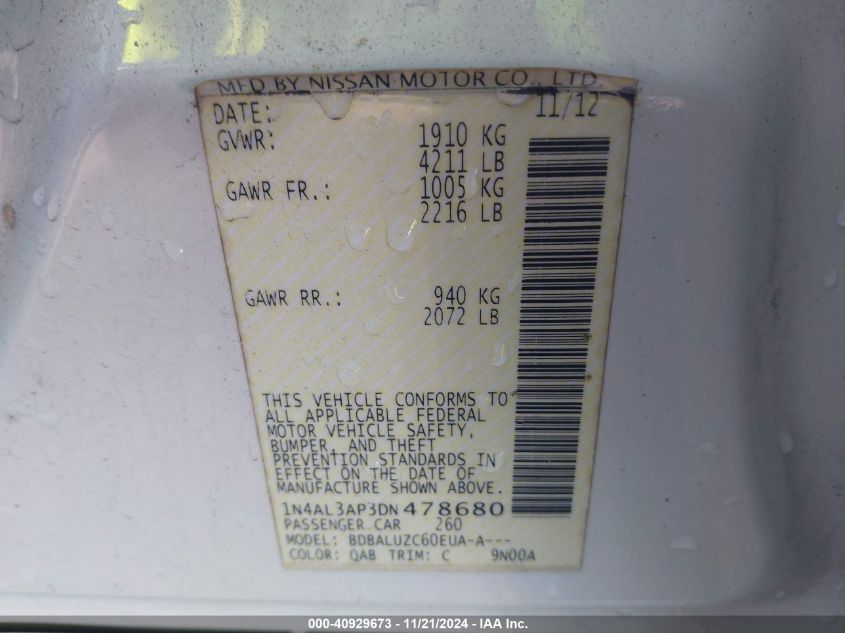 MFD BY NISSAN MOTOR CO., LTD.
DATE: 11/12
GVWR: 1910 KG
4211 LB
GAWR FR.: 1005 KG
2216 LB
GAWR RR.: 940 KG
2072 LB
THIS VEHICLE CONFORMS TO
ALL APPLICABLE FEDERAL
MOTOR VEHICLE SAFETY,
BUMPER, AND THEFT
PREVENTION STANDARDS IN
EFFECT ON THE DATE OF
MANUFACTURE SHOWN ABOVE.
1N4AL3AP3DN478680
PASSENGER CAR 260
MODEL: BDBALUZC60EUA-A---
COLOR: QAB TRIM: C 9N00A
000-40929673 - 11/21/2024 - IAA Inc.